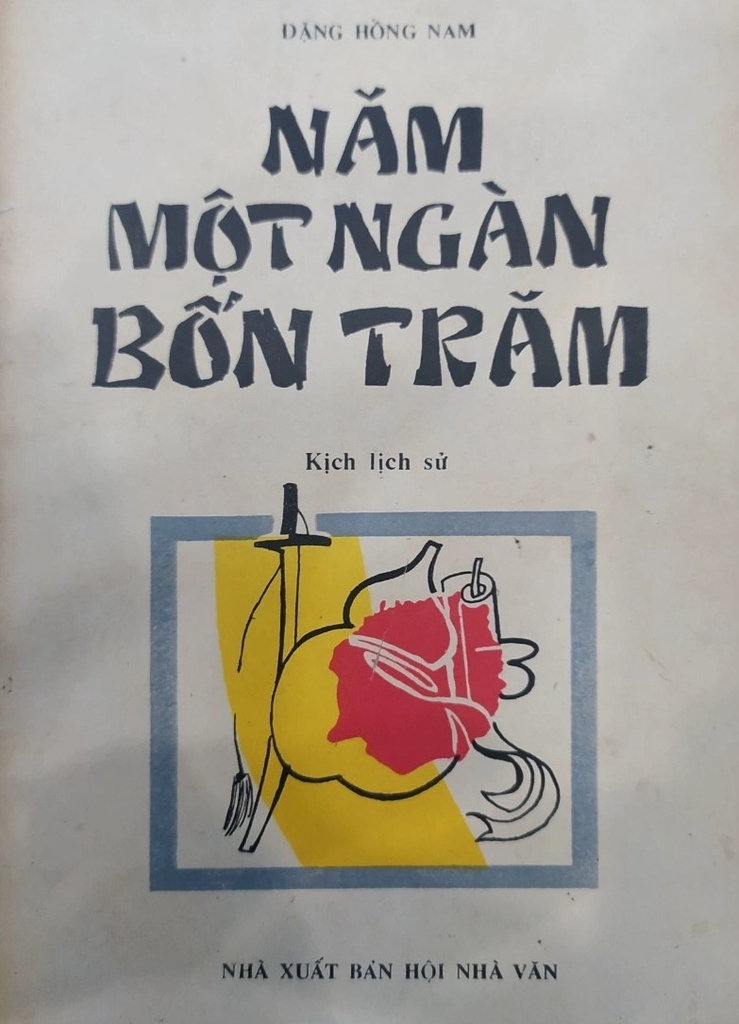 ĐẶNG HỒNG NAM
NĂM
MỘT NGÀN
BỐN TRĂM
Kịch lịch sử
NHÀ XUẤT BẢN HỘI NHÀ VĂN